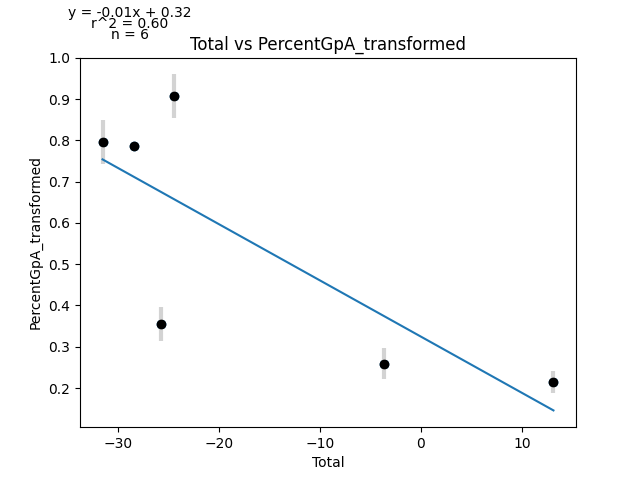 y = -0.01x + 0.32
r^2 = 0.60
n = 6
Total vs PercentGpA_transformed
PercentGpA_transformed
1.0
0.9
0.8
0.7
0.6
0.5
0.4
0.3
0.2
−30
−20
−10
0
10
Total